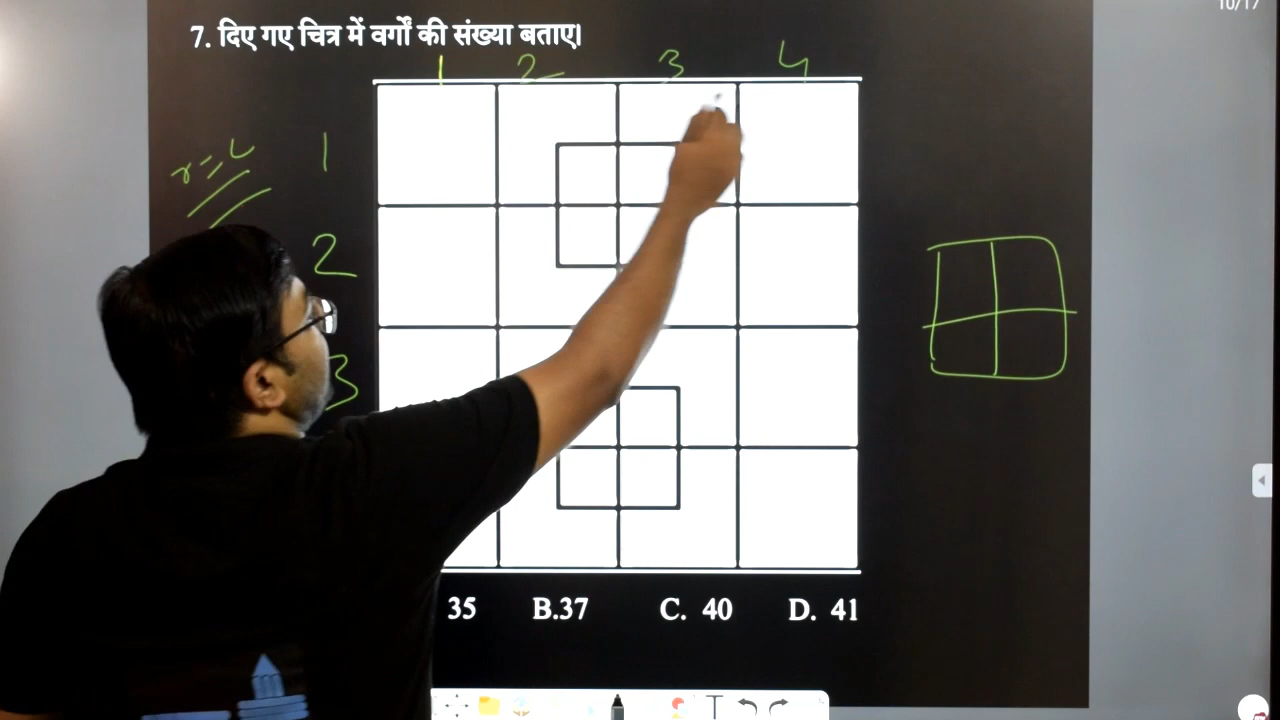 7. दिए गए चित्र में वर्गों की संख्या बताए।
1 2 3 4
r=L
1
2
3
35 B.37 C. 40 D. 41
T